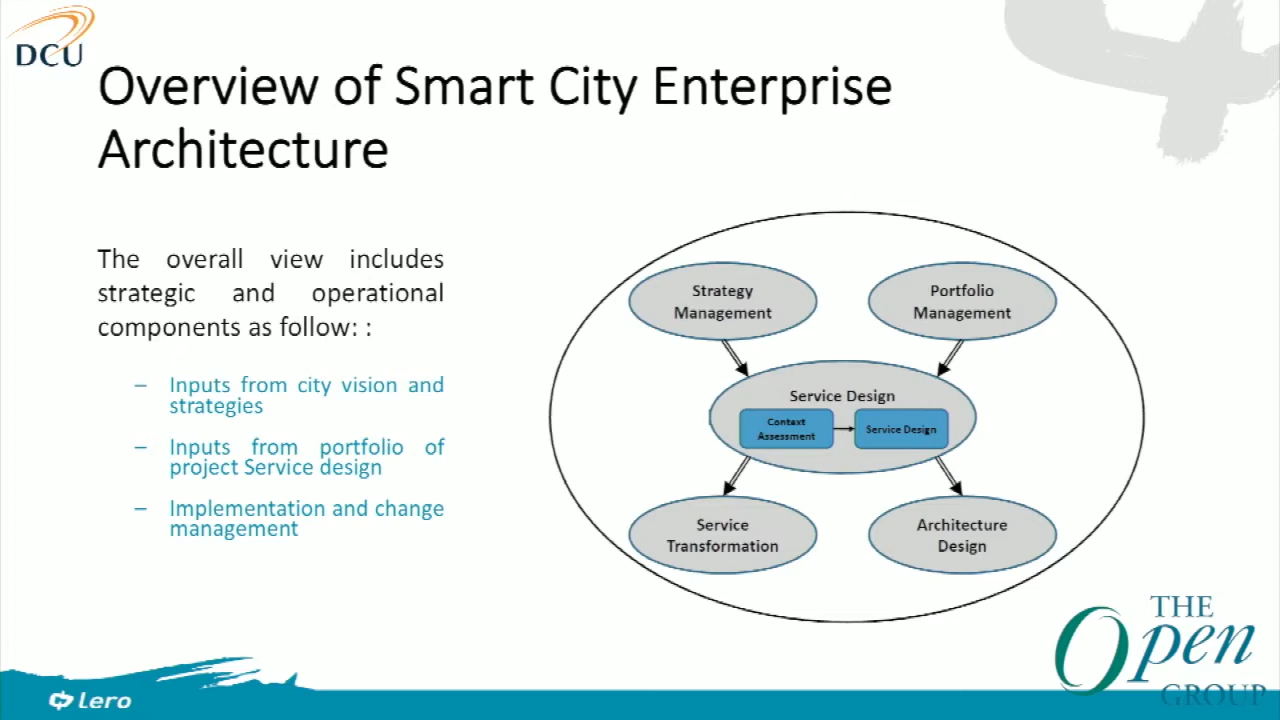 DCU
Overview of Smart City Enterprise
Architecture
The overall view includes
strategic and operational
components as follow: :
– Inputs from city vision and
strategies
– Inputs from portfolio of
project Service design
– Implementation and change
management
Strategy
Management
Portfolio
Management
Service Design
Context
Assessment
Service Design
Service
Transformation
Architecture
Design
Lero
THE
Open
GROUP